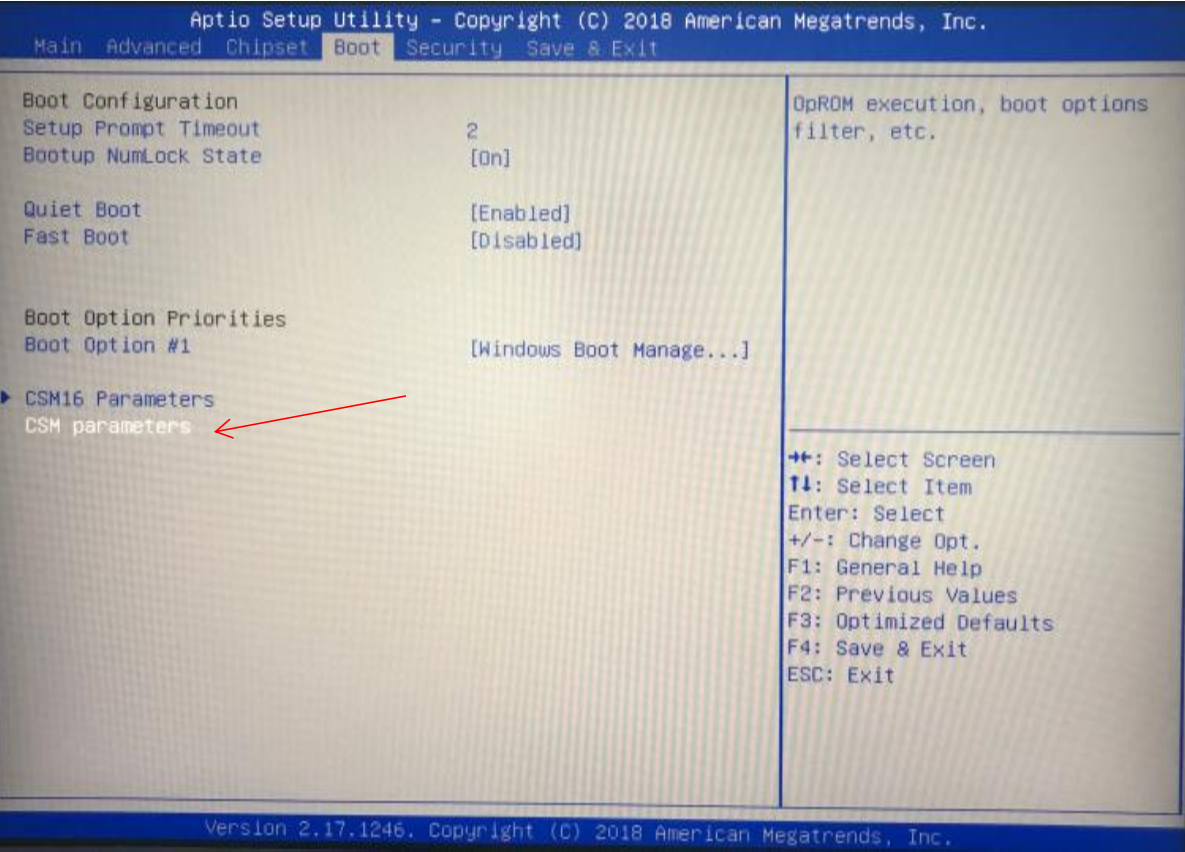 Aptio Setup Utility – Copyright (C) 2018 American Megatrends, Inc.
Main Advanced Chipset Boot Security Save & Exit
Boot Configuration
Setup Prompt Timeout 2
Bootup NumLock State [On]
Quiet Boot [Enabled]
Fast Boot [Disabled]
Boot Option Priorities
Boot Option #1 [Windows Boot Manage...]
CSM16 Parameters
CSM parameters
OpROM execution, boot options
filter, etc.
→←: Select Screen
↑↓: Select Item
Enter: Select
+/-: Change Opt.
F1: General Help
F2: Previous Values
F3: Optimized Defaults
F4: Save & Exit
ESC: Exit
Version 2.17.1246. Copyright (C) 2018 American Megatrends, Inc.